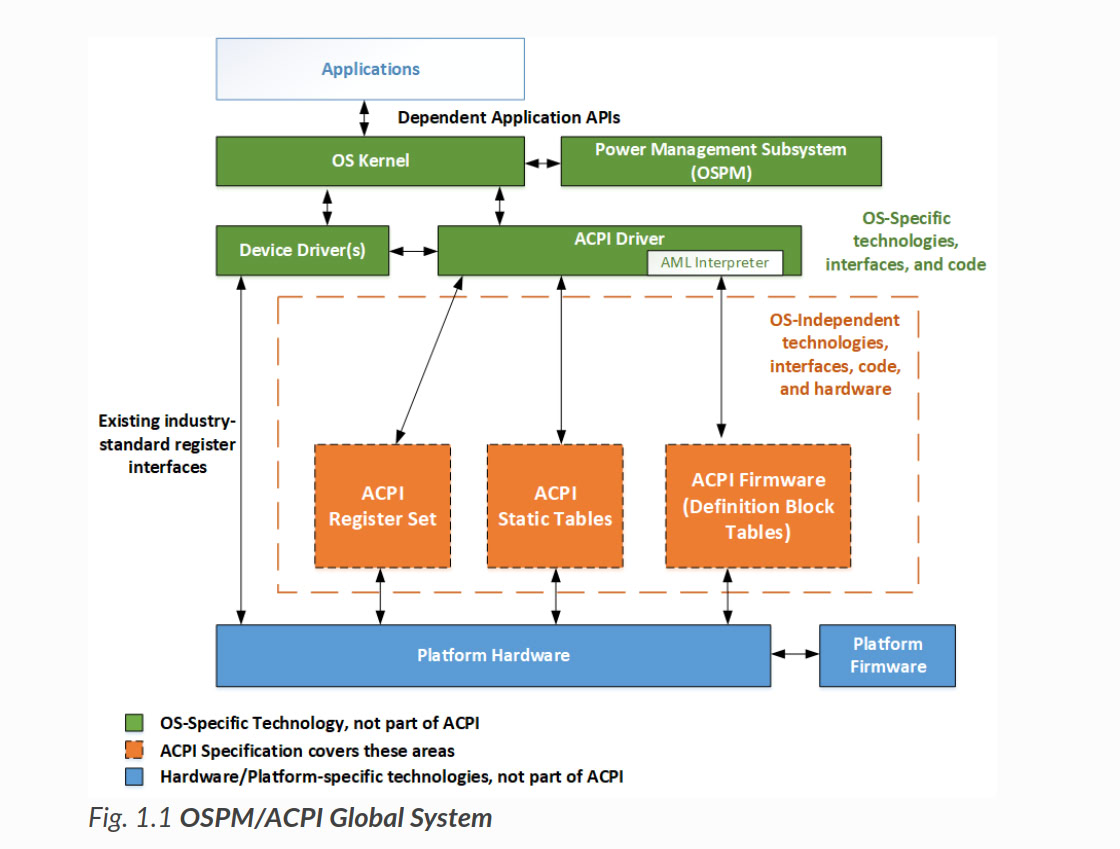 Applications
Dependent Application APIs
OS Kernel
Power Management Subsystem
(OSPM)
OS-Specific
technologies,
interfaces, and code
Device Driver(s)
ACPI Driver
AML Interpreter
OS-Independent
technologies,
interfaces, code,
and hardware
Existing industry-
standard register
interfaces
ACPI
Register Set
ACPI
Static Tables
ACPI Firmware
(Definition Block
Tables)
Platform Hardware
Platform
Firmware
OS-Specific Technology, not part of ACPI
ACPI Specification covers these areas
Hardware/Platform-specific technologies, not part of ACPI
Fig. 1.1 OSPM/ACPI Global System